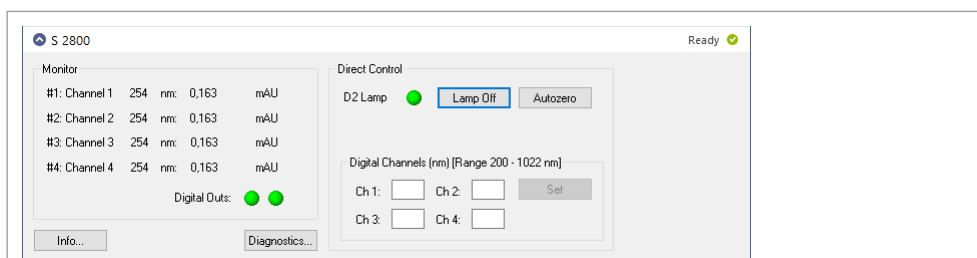 S 2800 Ready
Monitor
#1: Channel 1 254 nm: 0,163 mAU
#2: Channel 2 254 nm: 0,163 mAU
#3: Channel 3 254 nm: 0,163 mAU
#4: Channel 4 254 nm: 0,163 mAU
Digital Outs:
Info...
Diagnostics...
Direct Control
D2 Lamp Lamp Off Autozero
Digital Channels (nm) [Range 200 - 1022 nm]
Ch 1: Ch 2: Set
Ch 3: Ch 4: